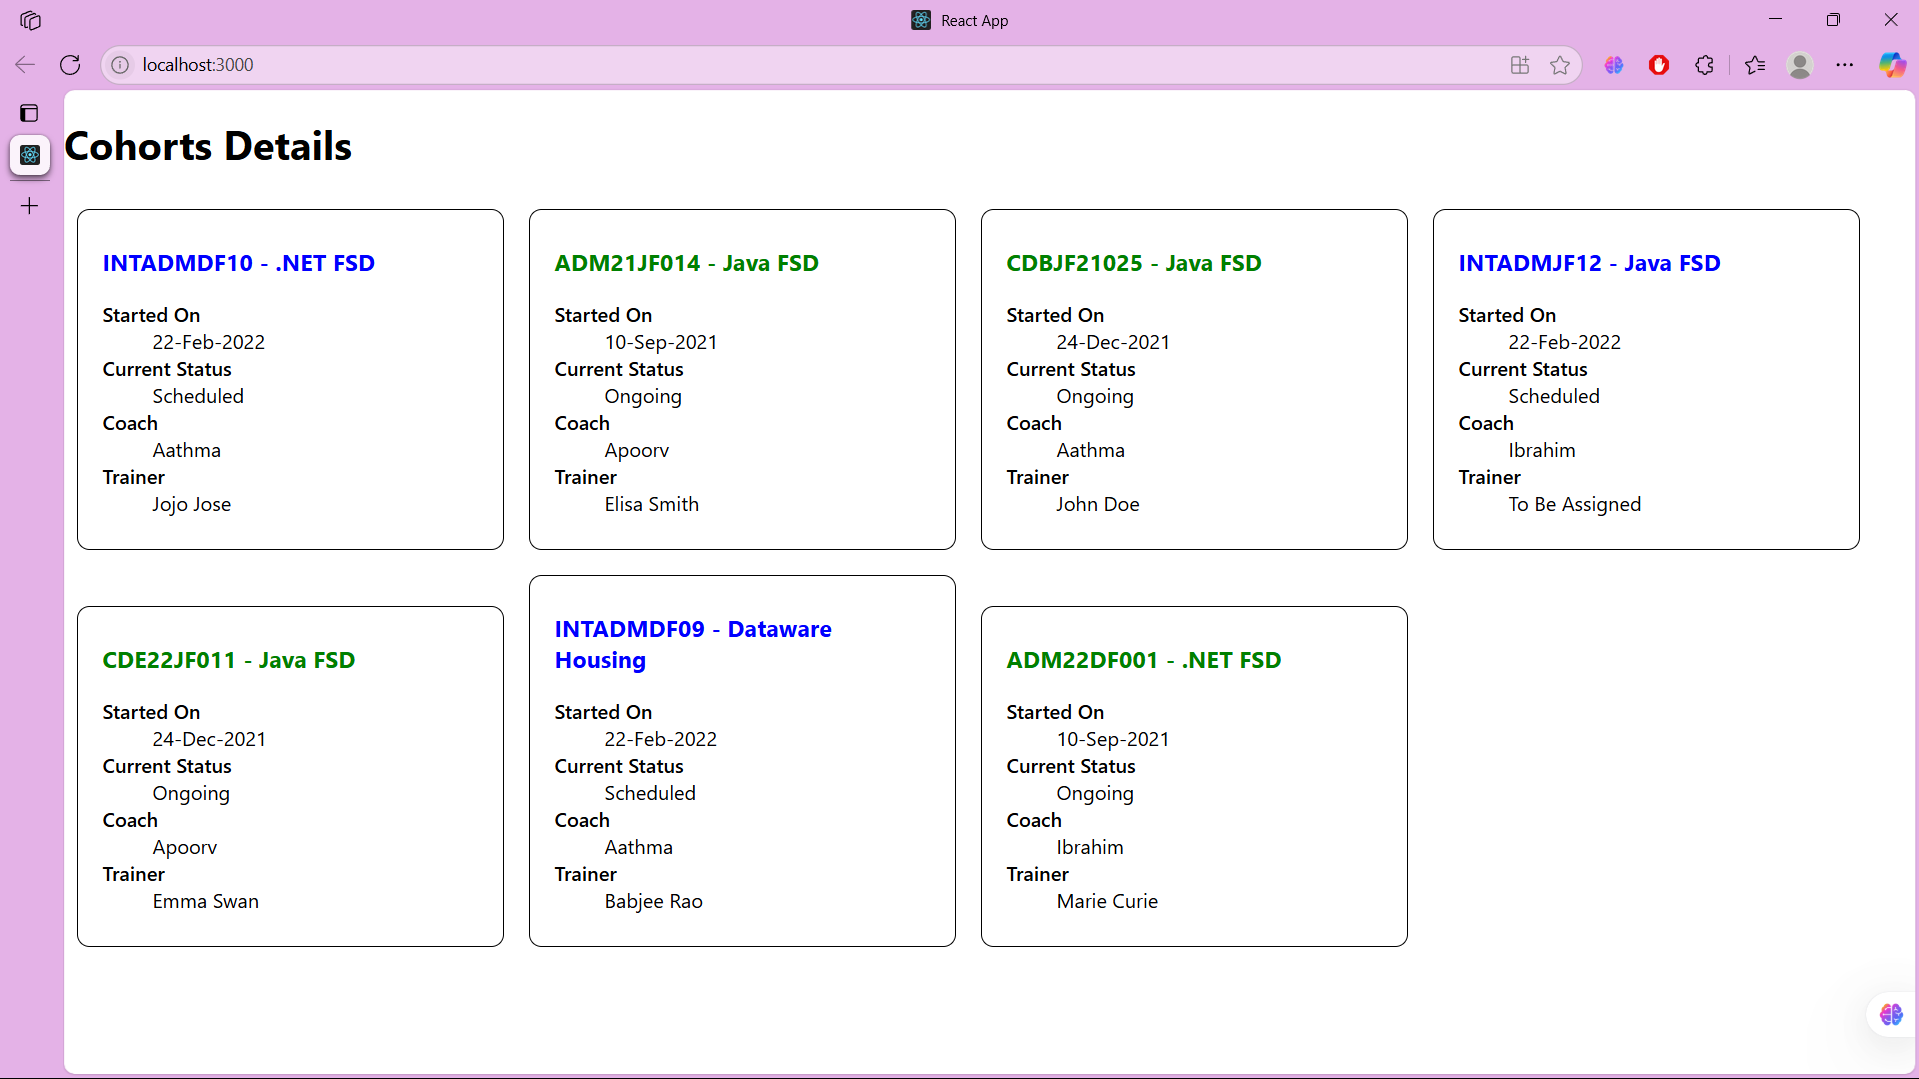 React App
localhost:3000
Cohorts Details
INTADMDF10 - .NET FSD
Started On
22-Feb-2022
Current Status
Scheduled
Coach
Aathma
Trainer
Jojo Jose
ADM21JF014 - Java FSD
Started On
10-Sep-2021
Current Status
Ongoing
Coach
Apoorv
Trainer
Elisa Smith
CDBJF21025 - Java FSD
Started On
24-Dec-2021
Current Status
Ongoing
Coach
Aathma
Trainer
John Doe
INTADMJF12 - Java FSD
Started On
22-Feb-2022
Current Status
Scheduled
Coach
Ibrahim
Trainer
To Be Assigned
CDE22JF011 - Java FSD
Started On
24-Dec-2021
Current Status
Ongoing
Coach
Apoorv
Trainer
Emma Swan
INTADMDF09 - Dataware
Housing
Started On
22-Feb-2022
Current Status
Scheduled
Coach
Aathma
Trainer
Babjee Rao
ADM22DF001 - .NET FSD
Started On
10-Sep-2021
Current Status
Ongoing
Coach
Ibrahim
Trainer
Marie Curie